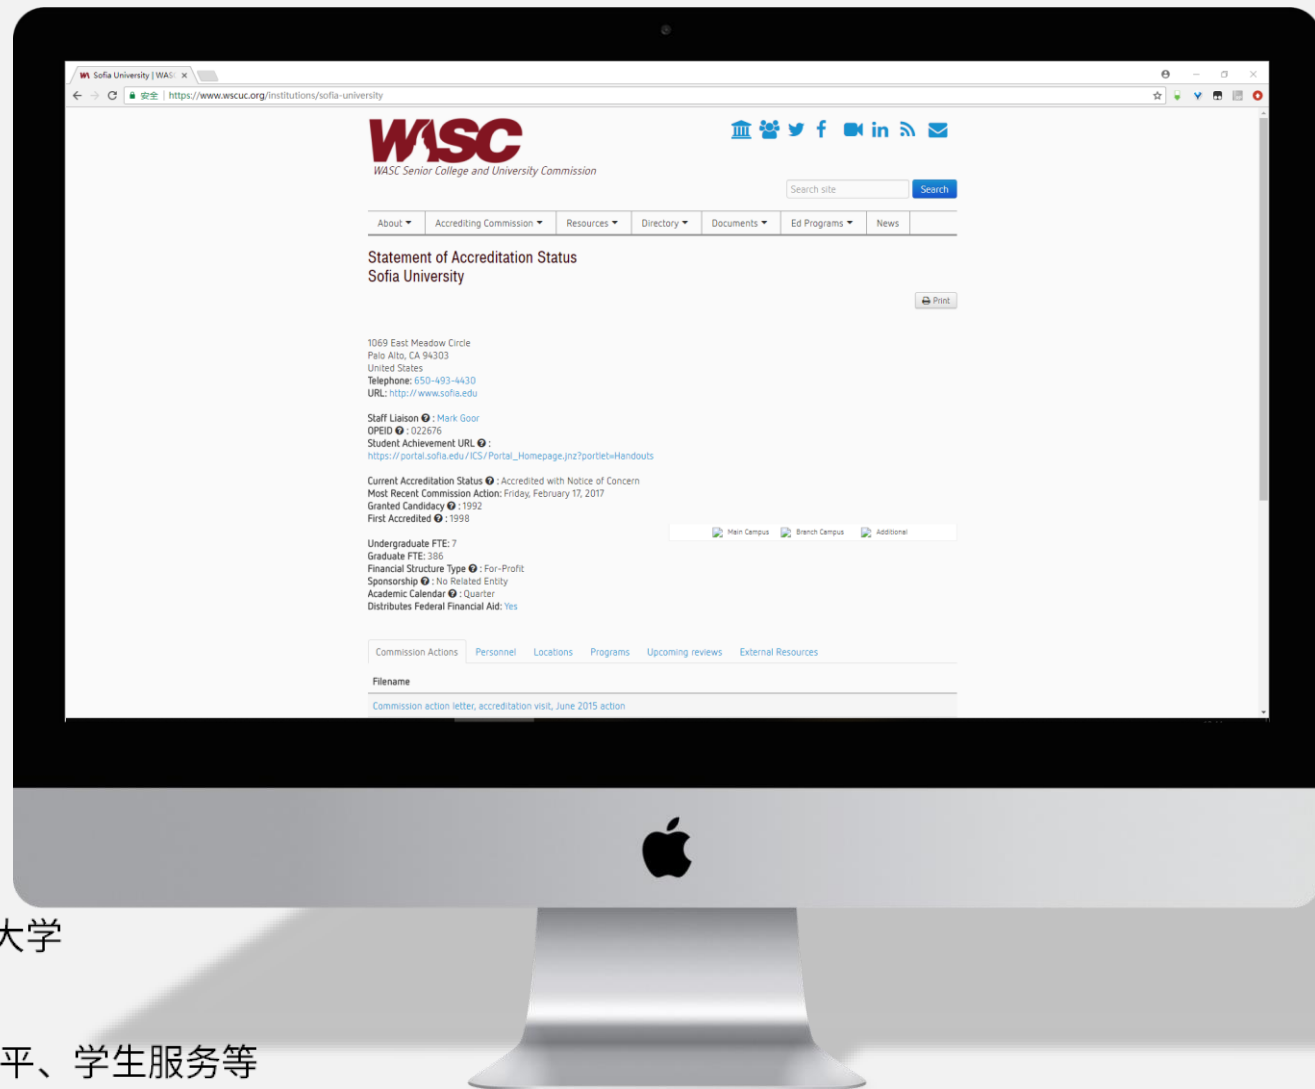 Sofia University | WASC
安全 | https://www.wscuc.org/institutions/sofia-university
WASC
WASC Senior College and University Commission
Search site
Search
About
Accrediting Commission
Resources
Directory
Documents
Ed Programs
News
Statement of Accreditation Status
Sofia University
Print
1069 East Meadow Circle
Palo Alto, CA 94303
United States
Telephone: 650-493-4430
URL: http://www.sofia.edu
Staff Liaison : Mark Goor
OPEID : 022676
Student Achievement URL :
https://portal.sofia.edu/ICS/Portal_Homepage.jnz?portlet=Handouts
Current Accreditation Status : Accredited with Notice of Concern
Most Recent Commission Action: Friday, February 17, 2017
Granted Candidacy : 1992
First Accredited : 1998
Main Campus
Branch Campus
Additional
Undergraduate FTE: 7
Graduate FTE: 386
Financial Structure Type : For-Profit
Sponsorship : No Related Entity
Academic Calendar : Quarter
Distributes Federal Financial Aid: Yes
Commission Actions
Personnel
Locations
Programs
Upcoming reviews
External Resources
Filename
Commission action letter, accreditation visit, June 2015 action
大学
平、学生服务等